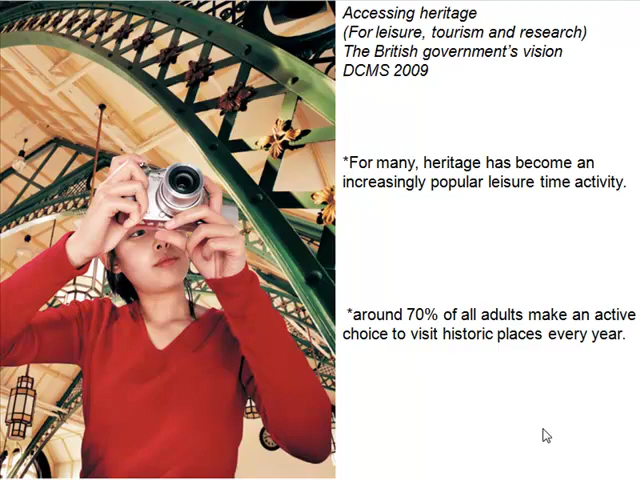 Accessing heritage
(For leisure, tourism and research)
The British government's vision
DCMS 2009
*For many, heritage has become an
increasingly popular leisure time activity.
*around 70% of all adults make an active
choice to visit historic places every year.